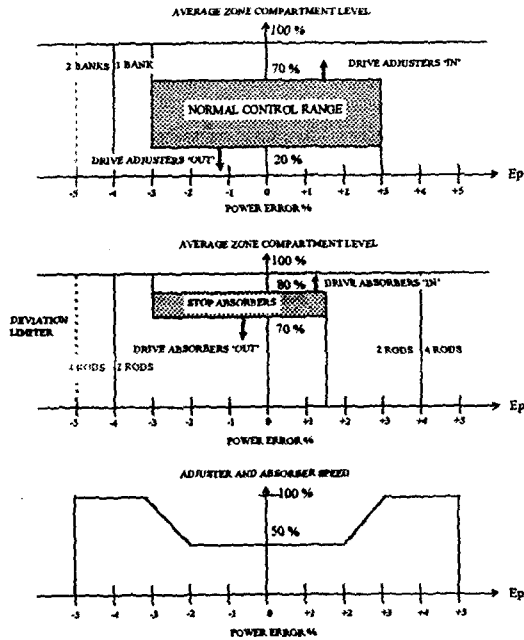 AVERAGE ZONE COMPARTMENT LEVEL
100 %
2 BANKS 1 BANK 70 % DRIVE ADJUSTERS 'IN'
NORMAL CONTROL RANGE
DRIVE ADJUSTERS 'OUT' 20 %
Ep
-5 -4 -3 -2 -1 0 +1 +2 +3 +4 +5
POWER ERROR %
AVERAGE ZONE COMPARTMENT LEVEL
100 %
80 % DRIVE ABSORBERS 'IN'
STOP ABSORBERS
DEVIATION LIMITER
70 %
DRIVE ABSORBERS 'OUT'
4 RODS 2 RODS 2 RODS 4 RODS
Ep
-5 -4 -3 -2 -1 0 +1 +2 +3 +4 +5
POWER ERROR %
ADJUSTER AND ABSORBER SPEED
100 %
50 %
Ep
-5 -4 -3 -2 -1 0 +1 +2 +3 +4 +5
POWER ERROR %